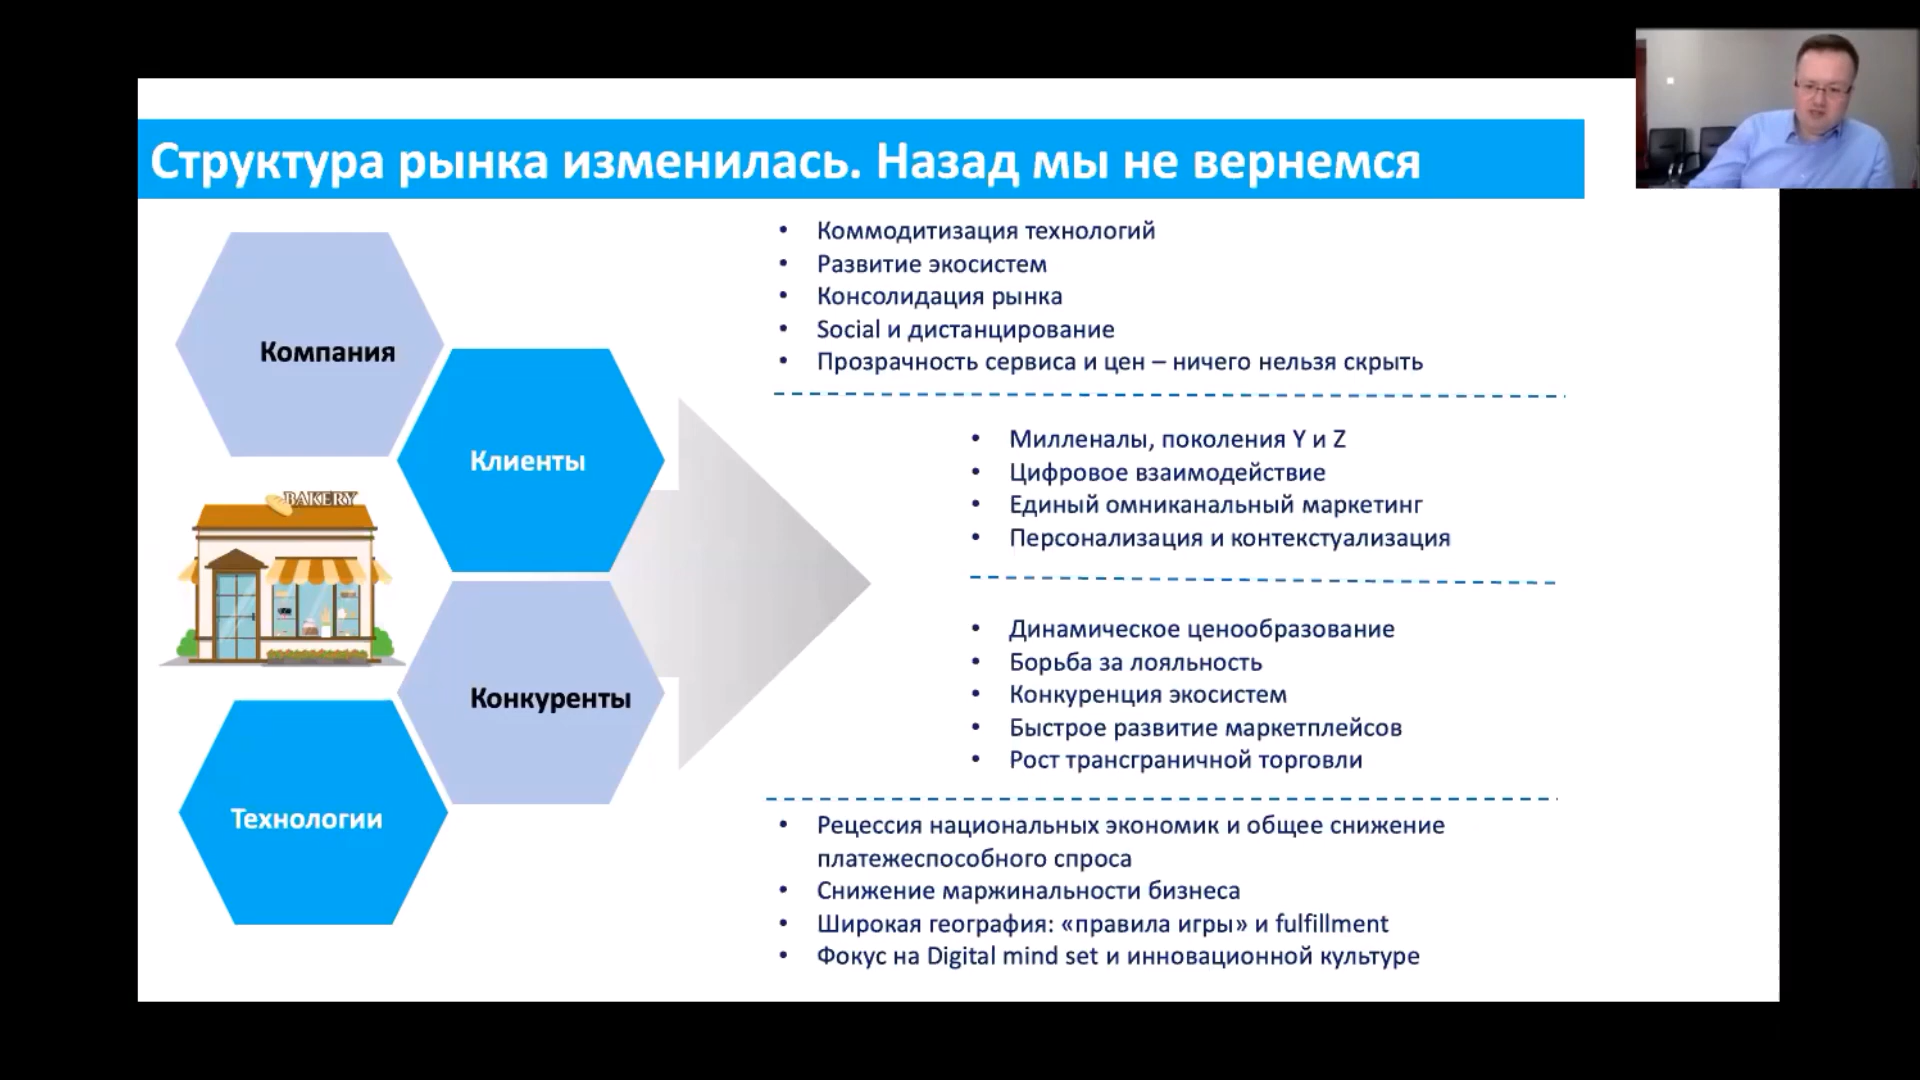 Структура рынка изменилась. Назад мы не вернемся
Компания
Клиенты
BAKERY
Конкуренты
Технологии
• Коммодитизация технологий
• Развитие экосистем
• Консолидация рынка
• Social и дистанцирование
• Прозрачность сервиса и цен – ничего нельзя скрыть
• Милленалы, поколения Y и Z
• Цифровое взаимодействие
• Единый омниканальный маркетинг
• Персонализация и контекстуализация
• Динамическое ценообразование
• Борьба за лояльность
• Конкуренция экосистем
• Быстрое развитие маркетплейсов
• Рост трансграничной торговли
• Рецессия национальных экономик и общее снижение
платежеспособного спроса
• Снижение маржинальности бизнеса
• Широкая география: «правила игры» и fulfillment
• Фокус на Digital mind set и инновационной культуре